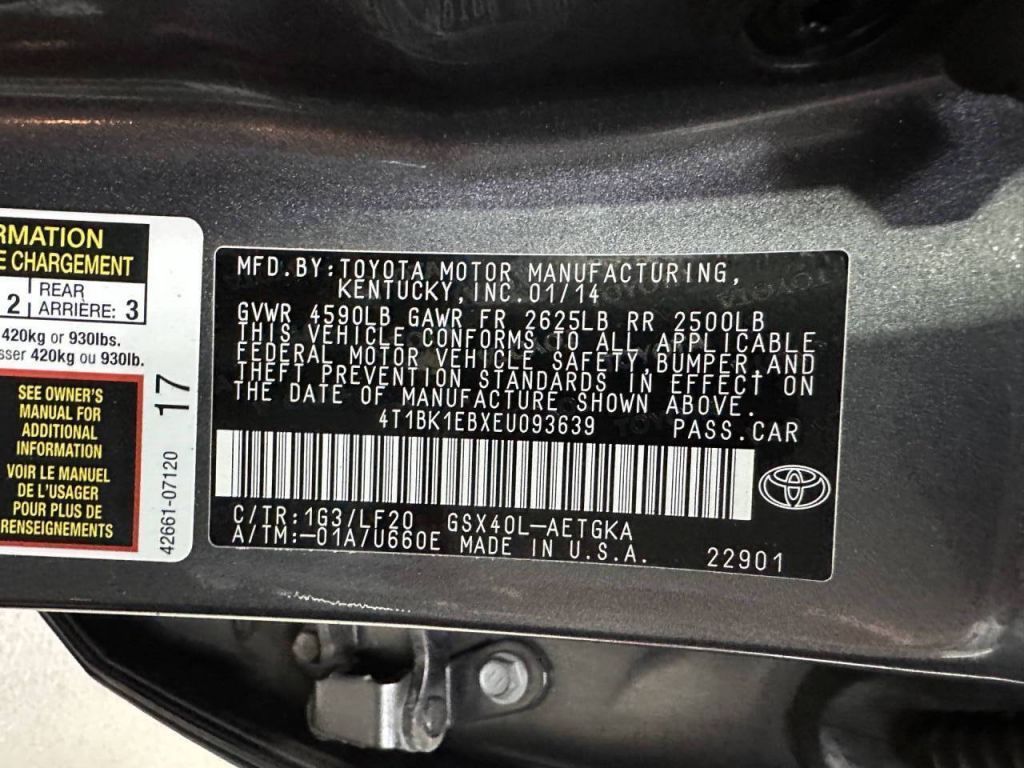 RMATION
E CHARGEMENT
2 REAR
ARRIÈRE: 3
420kg or 930lbs.
sser 420kg ou 930lb.
SEE OWNER'S
MANUAL FOR
ADDITIONAL
INFORMATION
VOIR LE MANUEL
DE L'USAGER
POUR PLUS DE
RENSEIGNEMENTS
17
42661-07120
MFD.BY:TOYOTA MOTOR MANUFACTURING,
KENTUCKY, INC.01/14
GVWR 4590LB GAWR FR 2625LB RR 2500LB
THIS VEHICLE CONFORMS TO ALL APPLICABLE
FEDERAL MOTOR VEHICLE SAFETY,BUMPER,AND
THEFT PREVENTION STANDARDS IN EFFECT ON
THE DATE OF MANUFACTURE SHOWN ABOVE.
4T1BK1EBXEU093639 PASS.CAR
C/TR:1G3/LF20 GSX40L-AETGKA
A/TM:-01A/U660E MADE IN U.S.A. 22901